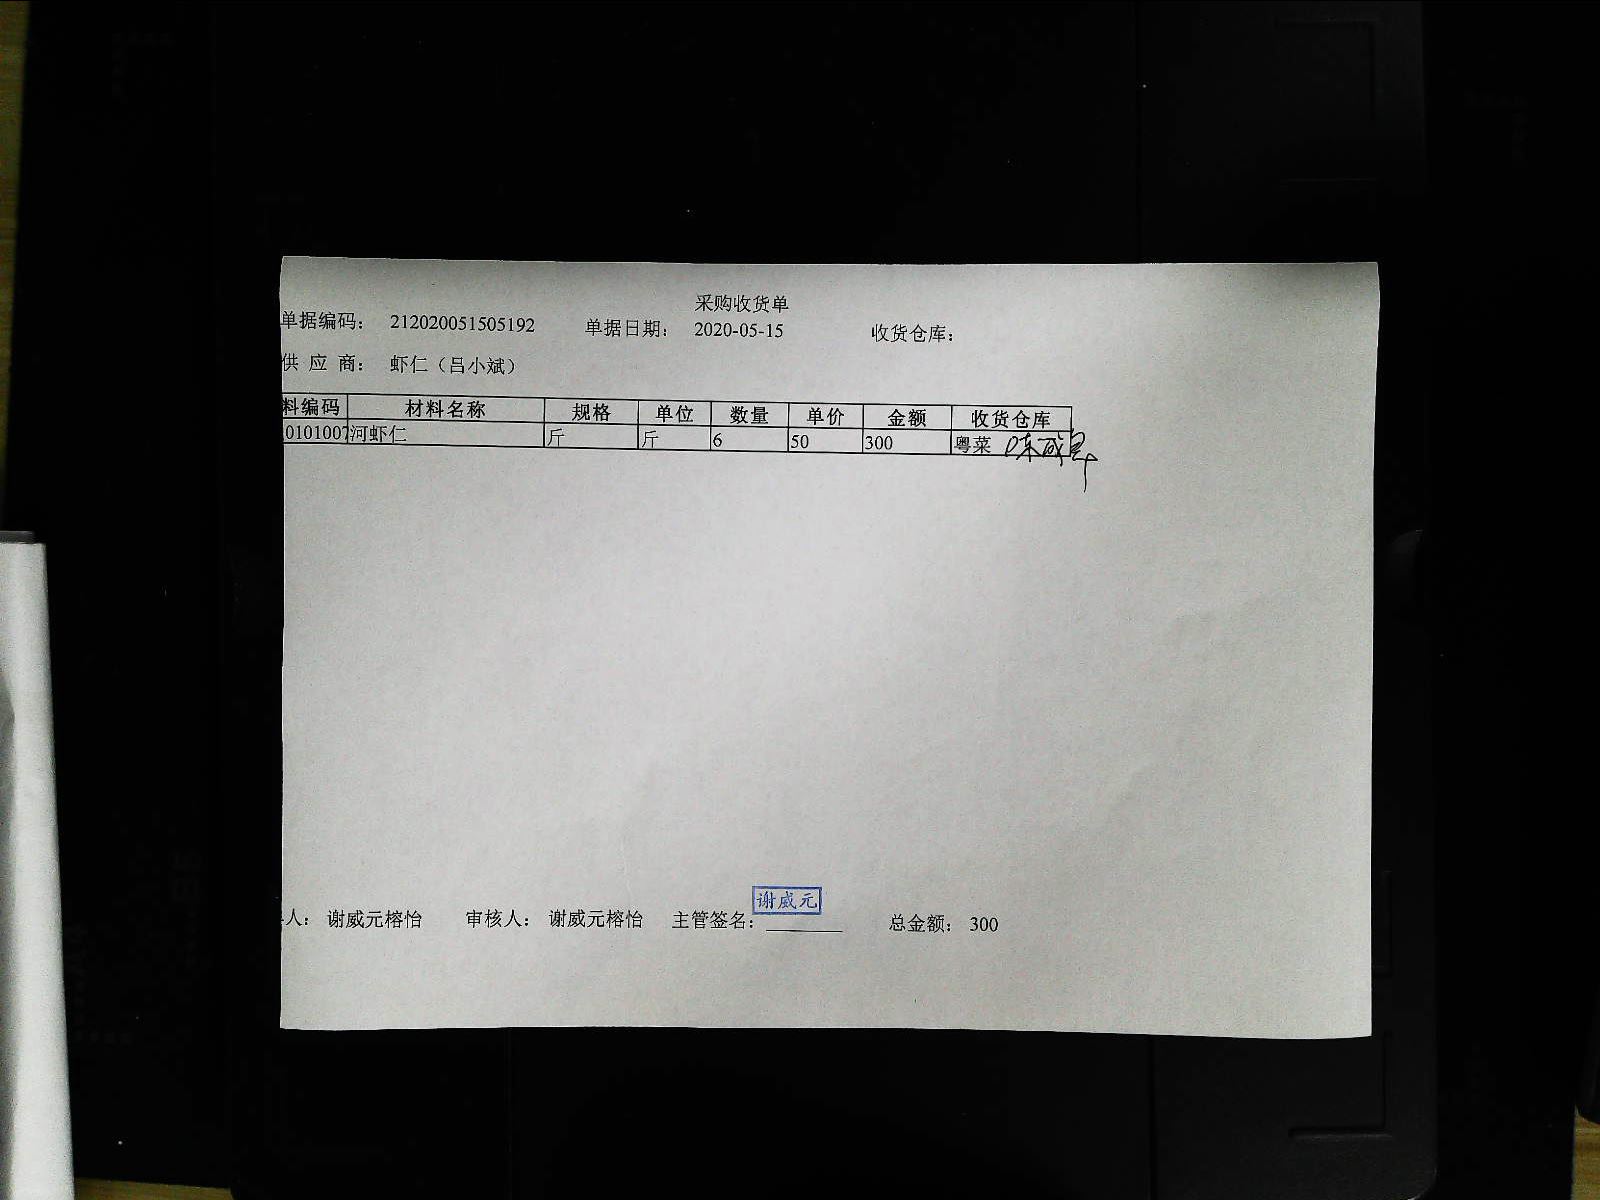 采购收货单
单据编码： 212020051505192 单据日期： 2020-05-15 收货仓库：
供 应 商： 虾仁（吕小斌）
料编码 材料名称 规格 单位 数量 单价 金额 收货仓库
0101007 河虾仁 斤 斤 6 50 300 粤菜
谢威元
人： 谢威元榕怡 审核人： 谢威元榕怡 主管签名： 总金额： 300